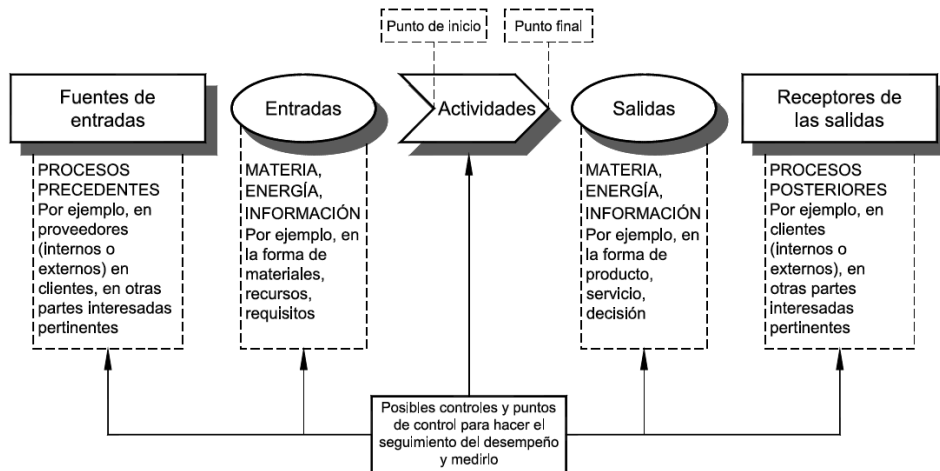 Punto de inicio
Punto final
Fuentes de
entradas
Entradas
Actividades
Salidas
Receptores de
las salidas
PROCESOS
PRECEDENTES
Por ejemplo, en
proveedores
(internos o
externos) en
clientes, en otras
partes interesadas
pertinentes
MATERIA,
ENERGÍA,
INFORMACIÓN
Por ejemplo, en
la forma de
materiales,
recursos,
requisitos
MATERIA,
ENERGÍA,
INFORMACIÓN
Por ejemplo, en
la forma de
producto,
servicio,
decisión
PROCESOS
POSTERIORES
Por ejemplo, en
clientes
(internos o
externos), en
otras partes
interesadas
pertinentes
Posibles controles y puntos
de control para hacer el
seguimiento del desempeño
y medirlo